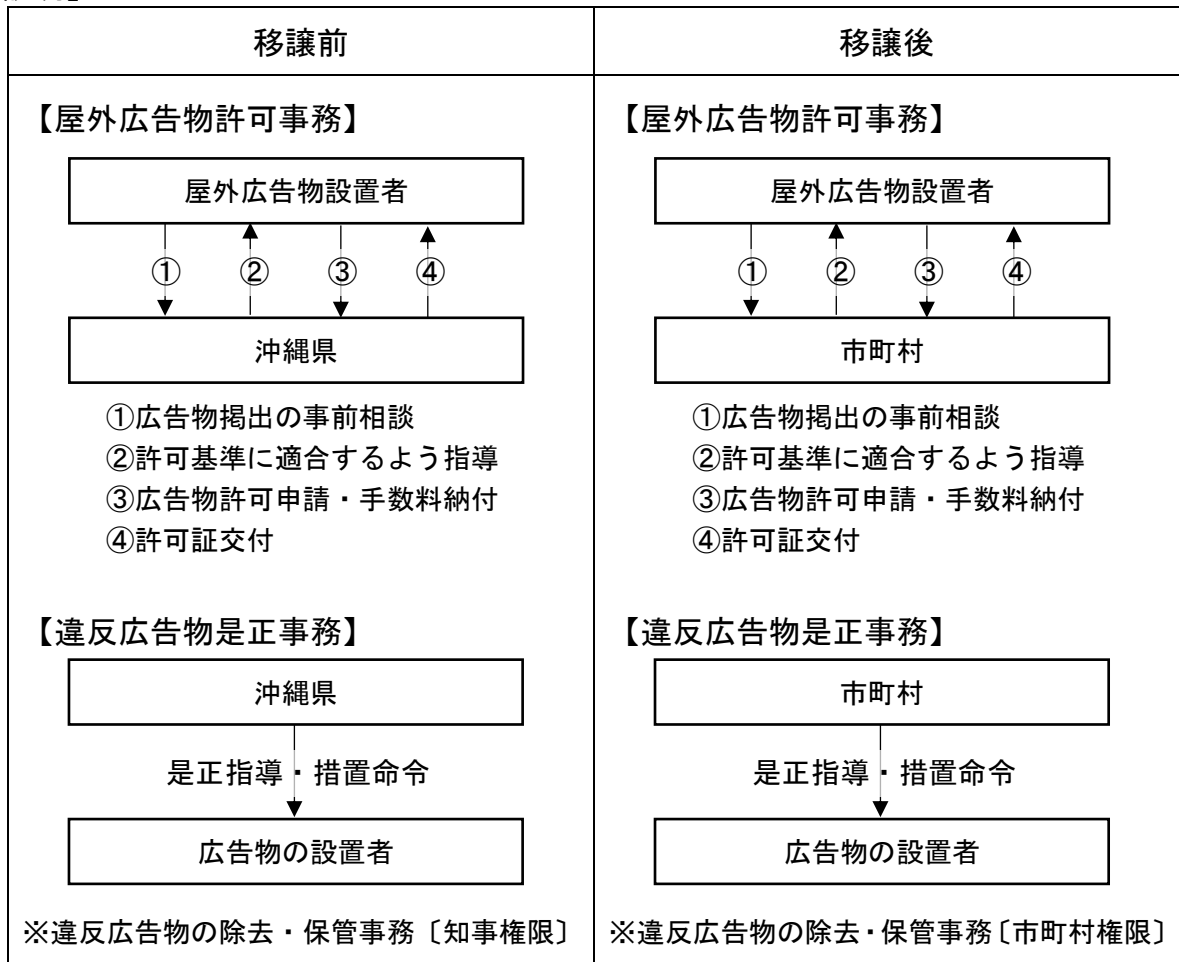 移譲前
【屋外広告物許可事務】
屋外広告物設置者
① ② ③ ④
沖縄県
①広告物掲出の事前相談
②許可基準に適合するよう指導
③広告物許可申請・手数料納付
④許可証交付
【違反広告物是正事務】
沖縄県
是正指導・措置命令
広告物の設置者
※違反広告物の除去・保管事務〔知事権限〕
移譲後
【屋外広告物許可事務】
屋外広告物設置者
① ② ③ ④
市町村
①広告物掲出の事前相談
②許可基準に適合するよう指導
③広告物許可申請・手数料納付
④許可証交付
【違反広告物是正事務】
市町村
是正指導・措置命令
広告物の設置者
※違反広告物の除去・保管事務〔市町村権限〕